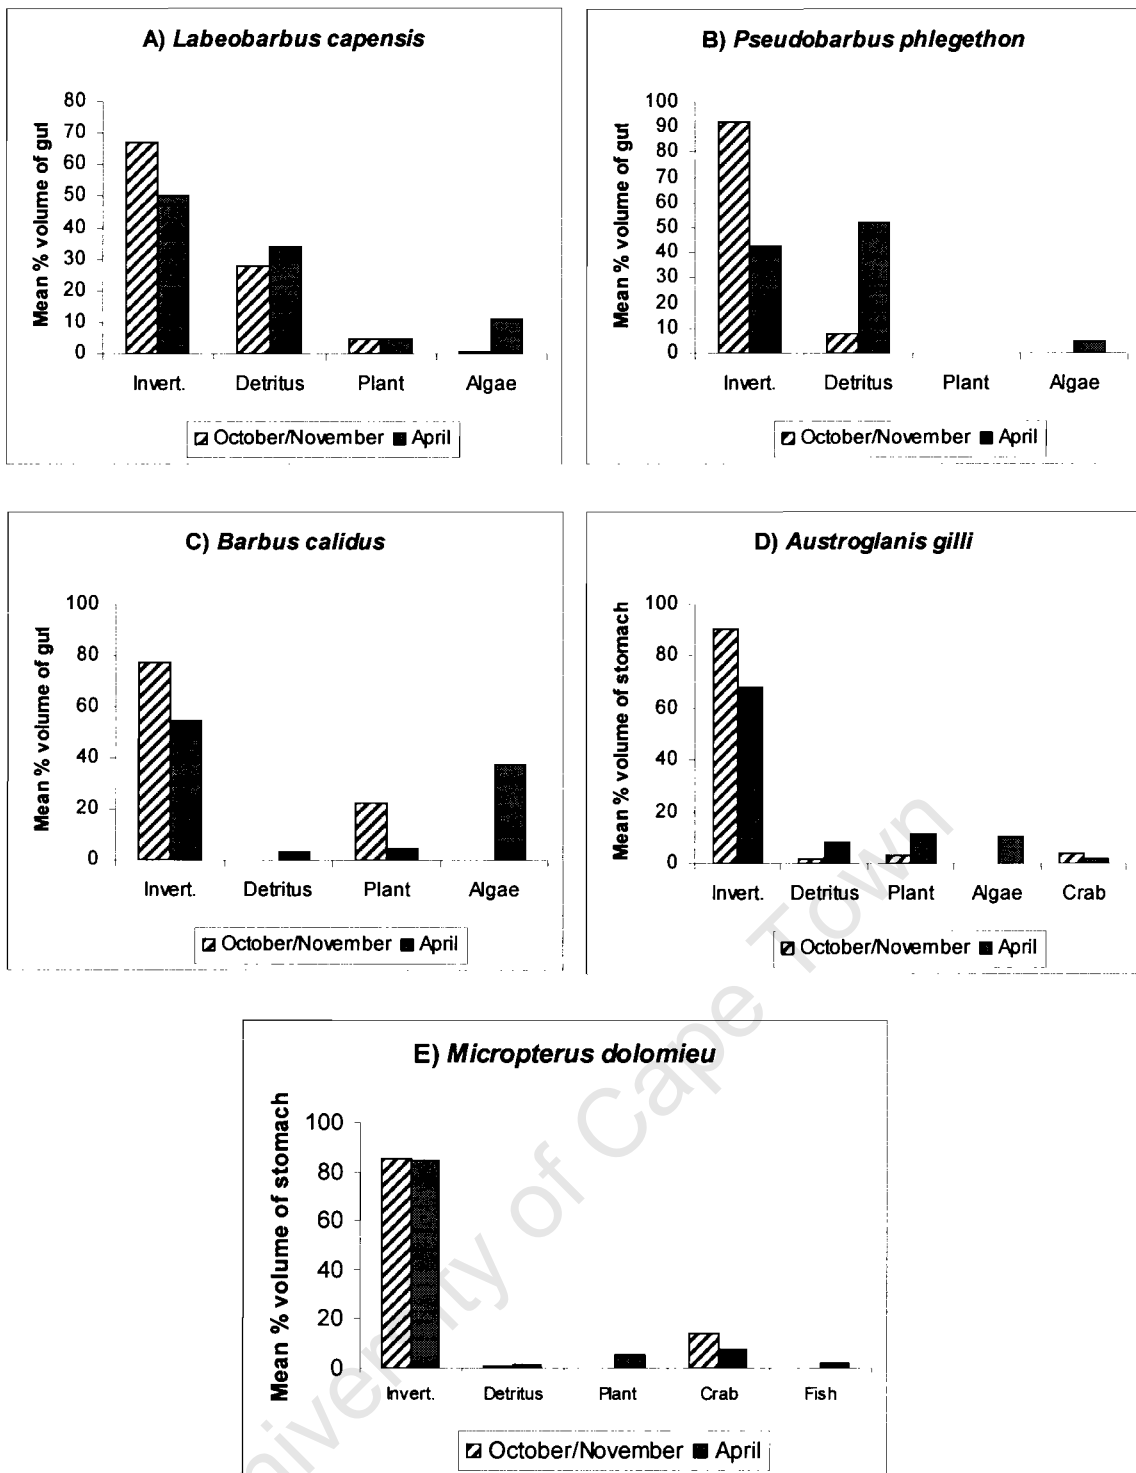 A) Labeobarbus capensis
Mean % volume of gut
80
70
60
50
40
30
20
10
0
Invert. Detritus Plant Algae
October/November April
B) Pseudobarbus phlegethon
Mean % volume of gut
100
90
80
70
60
50
40
30
20
10
0
Invert. Detritus Plant Algae
October/November April
C) Barbus calidus
Mean % volume of gut
100
80
60
40
20
0
Invert. Detritus Plant Algae
October/November April
D) Austroglanis gilli
Mean % volume of stomach
100
80
60
40
20
0
Invert. Detritus Plant Algae Crab
October/November April
E) Micropterus dolomieu
Mean % volume of stomach
100
80
60
40
20
0
Invert. Detritus Plant Crab Fish
October/November April
University of Cape Town